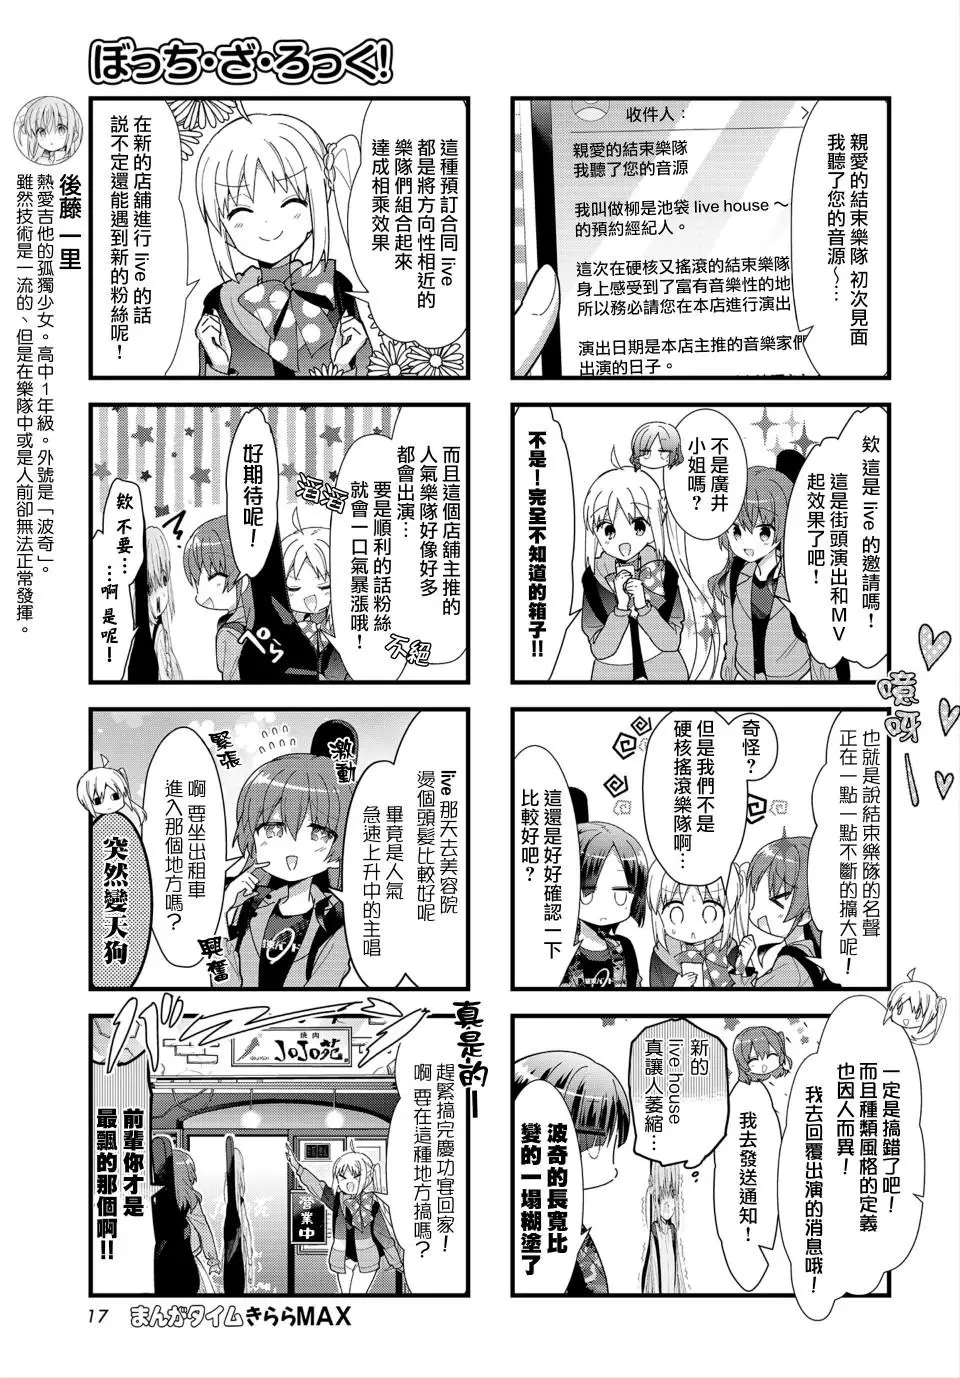 ぼっち・ざ・ろっく!
後藤一里
熱愛吉他的孤獨少女。高中1年級。外號是「波奇」。
雖然技術是一流的、但是在樂隊中或是人前卻無法正常發揮。
親愛的結束樂隊 初次見面
我聽了您的音源～…
收件人：
親愛的結束樂隊
我聽了您的音源
我叫做柳是池袋 live house ～
的預約經紀人。
這次在硬核又搖滾的結束樂隊
身上感受到了富有音樂性的地
所以務必請您在本店進行演出
演出日期是本店主推的音樂家們
出演的日子。
欸 這是 live 的邀請嗎！
這是街頭演出和MV
起效果了吧！
不是廣井
小姐嗎？
不是！完全不知道的箱子!!
噫呀—
也就是說結束樂隊的名聲
正在一點一點不斷的擴大呢！
奇怪？
但是我們不是
硬核搖滾樂隊啊…
這還是好好確認一下
比較好吧？
一定是搞錯了吧！
而且種類風格的定義
也因人而異！
我去回覆出演的消息哦！
我去發送通知！
新的
live house
真讓人萎縮…
波奇的長寬比
變的一塌糊塗了
這種預訂合同 live
都是將方向性相近的
樂隊們組合起來
達成相乘效果
在新的店舖進行 live 的話
說不定還能遇到新的粉絲呢！
而且這個店舖主推的
人氣樂隊好像好多
都會出演…
要是順利的話粉絲
就會一口氣暴漲哦！
滔滔
不絕
好期待呢！
ぺら
欸 不要…
…啊 是呢！
live 那天去美容院
燙個頭髮比較好呢
畢竟是人氣
急速上升中的主唱
激動
緊張
興奮
啊 要坐出租車
進入那個地方嗎？
突然變天狗
真是的—
趕緊搞完慶功宴回家！
啊 要在這種地方搞嗎？
焼肉
JoJo苑
営業中
前輩你才是
最飄的那個啊!!
17 まんがタイムきららMAX